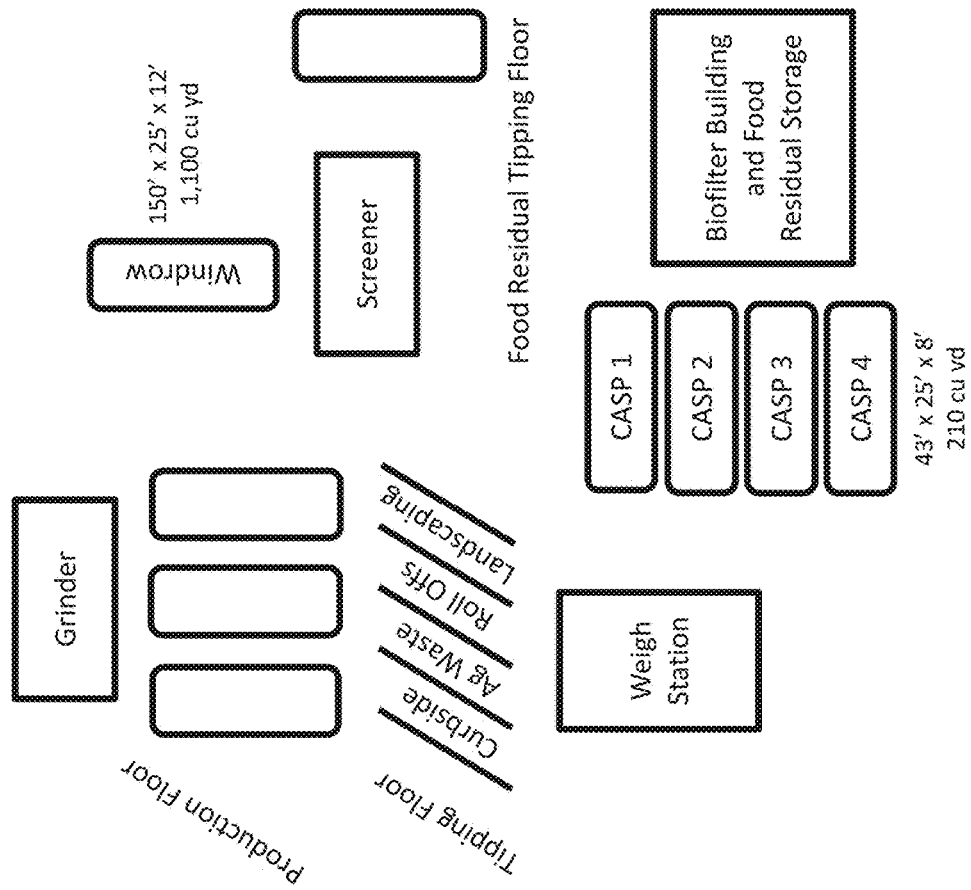 Grinder
Production Floor
Tipping Floor
Curbside
Ag Waste
Roll Offs
Landscaping
Weigh
Station
Windrow
150' x 25' x 12'
1,100 cu yd
Screener
Food Residual Tipping Floor
CASP 1
CASP 2
CASP 3
CASP 4
43' x 25' x 8'
210 cu yd
Biofilter Building
and Food
Residual Storage